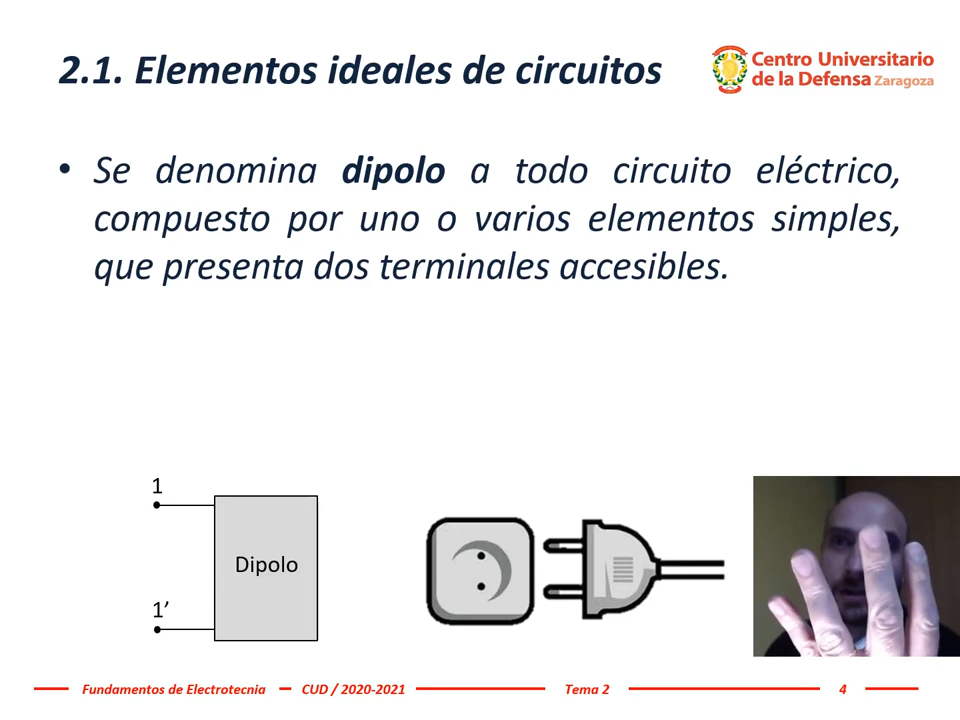 2.1. Elementos ideales de circuitos
Centro Universitario
de la Defensa Zaragoza
• Se denomina dipolo a todo circuito eléctrico,
compuesto por uno o varios elementos simples,
que presenta dos terminales accesibles.
1
Dipolo
1’
Fundamentos de Electrotecnia
CUD / 2020-2021
Tema 2
4